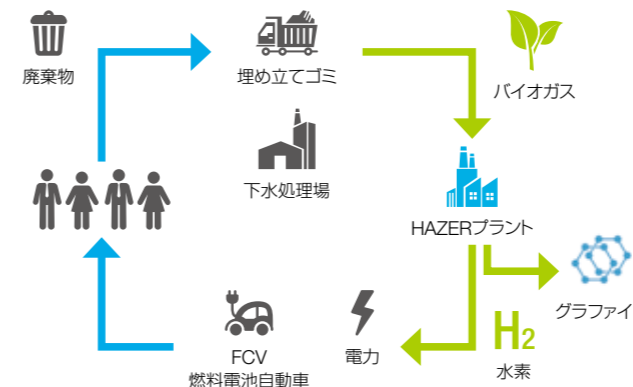 廃棄物
埋め立てゴミ
バイオガス
下水処理場
HAZERプラント
グラファイ
H2
水素
電力
FCV
燃料電池自動車